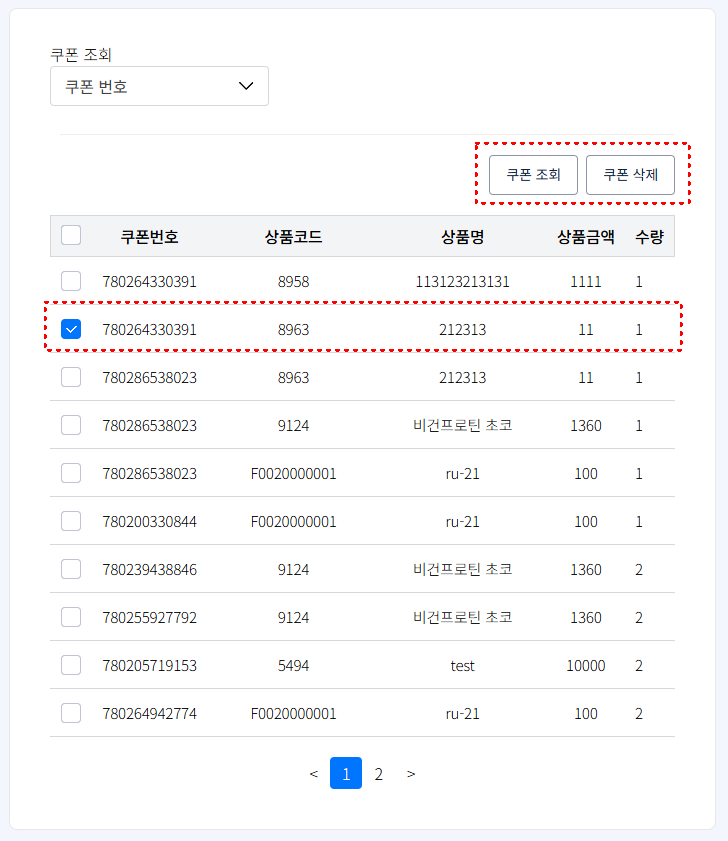 쿠폰 조회
쿠폰 번호
쿠폰 조회 쿠폰 삭제
쿠폰번호 상품코드 상품명 상품금액 수량
780264330391 8958 113123213131 1111 1
780264330391 8963 212313 11 1
780286538023 8963 212313 11 1
780286538023 9124 비건프로틴 초코 1360 1
780286538023 F0020000001 ru-21 100 1
780200330844 F0020000001 ru-21 100 1
780239438846 9124 비건프로틴 초코 1360 2
780255927792 9124 비건프로틴 초코 1360 2
780205719153 5494 test 10000 2
780264942774 F0020000001 ru-21 100 2
< 1 2 >